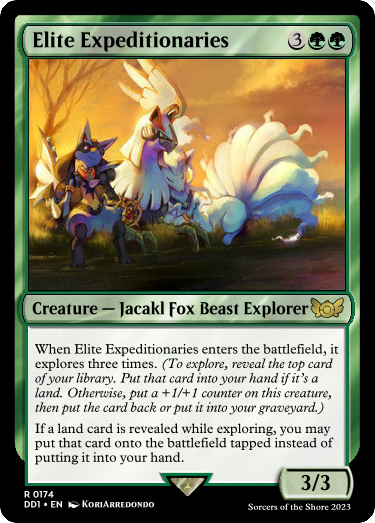 Elite Expeditionaries 3
Creature — Jacakl Fox Beast Explorer
When Elite Expeditionaries enters the battlefield, it
explores three times. (To explore, reveal the top card
of your library. Put that card into your hand if it's a
land. Otherwise, put a +1/+1 counter on this creature,
then put the card back or put it into your graveyard.)
If a land card is revealed while exploring, you may
put that card onto the battlefield tapped instead of
putting it into your hand.
3/3
R 0174
DD1 • EN KoriArredondo
Sorcers of the Shore 2023